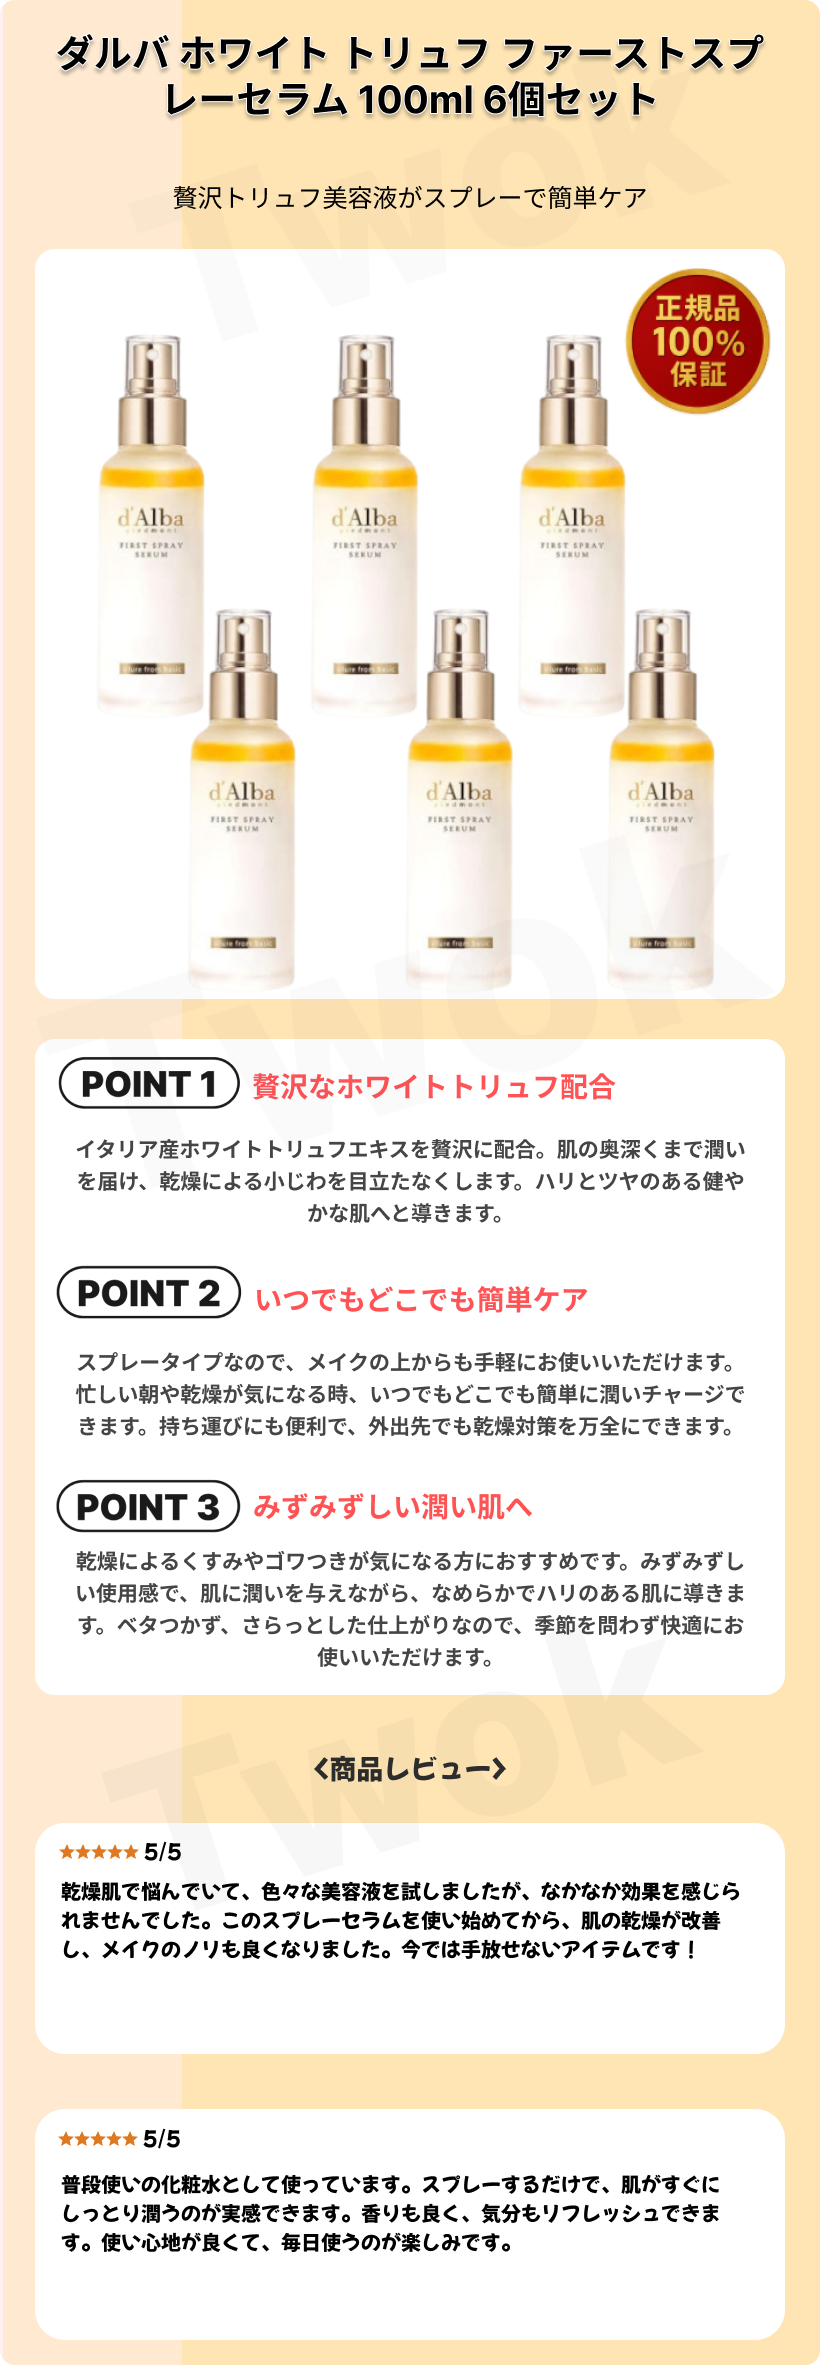 ダルバ ホワイト トリュフ ファーストスプ
レーセラム 100ml 6個セット
贅沢トリュフ美容液がスプレーで簡単ケア
正規品
100%
保証
d'Alba
piedmont
FIRST SPRAY
SERUM
d'Alba
piedmont
FIRST SPRAY
SERUM
d'Alba
piedmont
FIRST SPRAY
SERUM
d'Alba
piedmont
FIRST SPRAY
SERUM
d'Alba
piedmont
FIRST SPRAY
SERUM
d'Alba
piedmont
FIRST SPRAY
SERUM
POINT 1 贅沢なホワイトトリュフ配合
イタリア産ホワイトトリュフエキスを贅沢に配合。肌の奥深くまで潤い
を届け、乾燥による小じわを目立たなくします。ハリとツヤのある健や
かな肌へと導きます。
POINT 2 いつでもどこでも簡単ケア
スプレータイプなので、メイクの上からも手軽にお使いいただけます。
忙しい朝や乾燥が気になる時、いつでもどこでも簡単に潤いチャージで
きます。持ち運びにも便利で、外出先でも乾燥対策を万全にできます。
POINT 3 みずみずしい潤い肌へ
乾燥によるくすみやゴワつきが気になる方におすすめです。みずみずし
い使用感で、肌に潤いを与えながら、なめらかでハリのある肌に導きま
す。ベタつかず、さらっとした仕上がりなので、季節を問わず快適にお
使いいただけます。
<商品レビュー>
★★★★★ 5/5
乾燥肌で悩んでいて、色々な美容液を試しましたが、なかなか効果を感じら
れませんでした。このスプレーセラムを使い始めてから、肌の乾燥が改善
し、メイクのノリも良くなりました。今では手放せないアイテムです！
★★★★★ 5/5
普段使いの化粧水として使っています。スプレーするだけで、肌がすぐに
しっとり潤うのが実感できます。香りも良く、気分もリフレッシュできま
す。使い心地が良くて、毎日使うのが楽しみです。
Twok
Twok
Twok